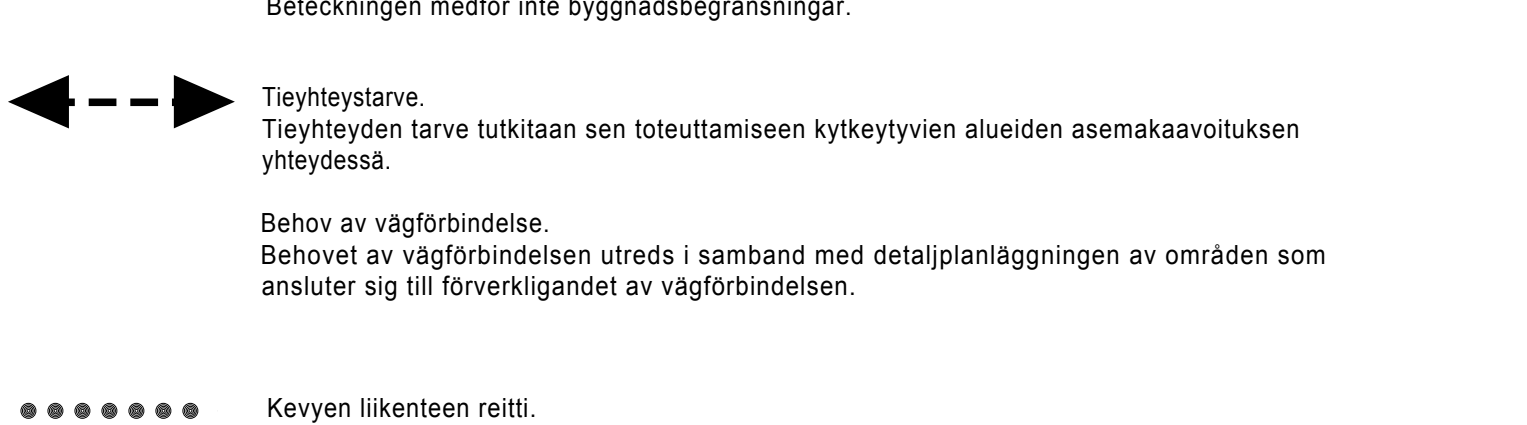 Beteckningen medför inte byggnadsbegränsningar.
Tieyhteystarve.
Tieyhteyden tarve tutkitaan sen toteuttamiseen kytkeytyvien alueiden asemakaavoituksen
yhteydessä.
Behov av vägförbindelse.
Behovet av vägförbindelsen utreds i samband med detaljplanläggningen av områden som
ansluter sig till förverkligandet av vägförbindelsen.
Kevyen liikenteen reitti.